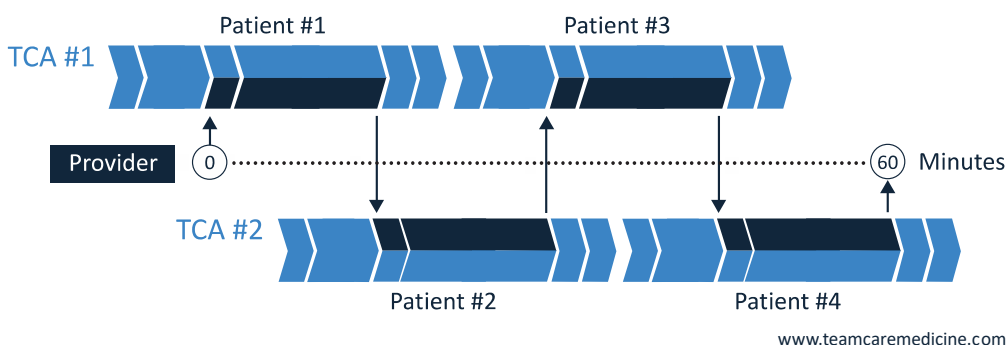 Patient #1
Patient #3
TCA #1
Provider
0
60
Minutes
TCA #2
Patient #2
Patient #4
www.teamcaremedicine.com